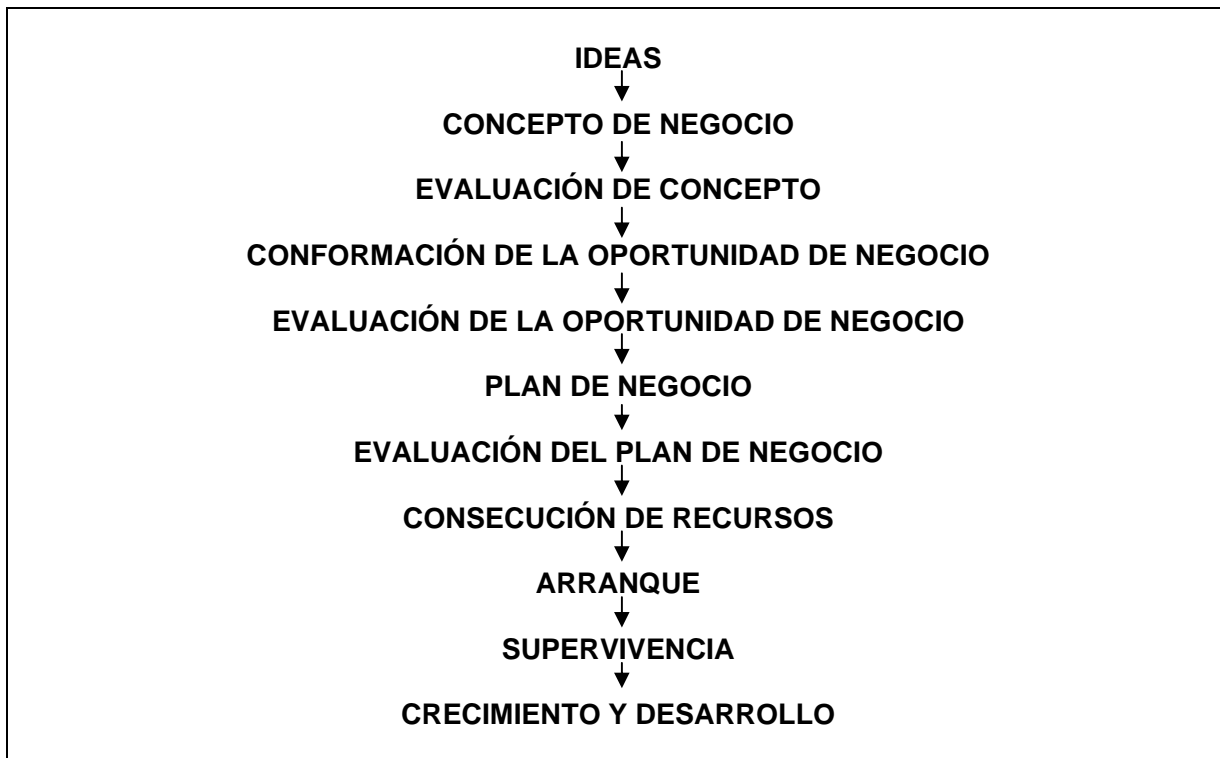 IDEAS
CONCEPTO DE NEGOCIO
EVALUACIÓN DE CONCEPTO
CONFORMACIÓN DE LA OPORTUNIDAD DE NEGOCIO
EVALUACIÓN DE LA OPORTUNIDAD DE NEGOCIO
PLAN DE NEGOCIO
EVALUACIÓN DEL PLAN DE NEGOCIO
CONSECUCIÓN DE RECURSOS
ARRANQUE
SUPERVIVENCIA
CRECIMIENTO Y DESARROLLO